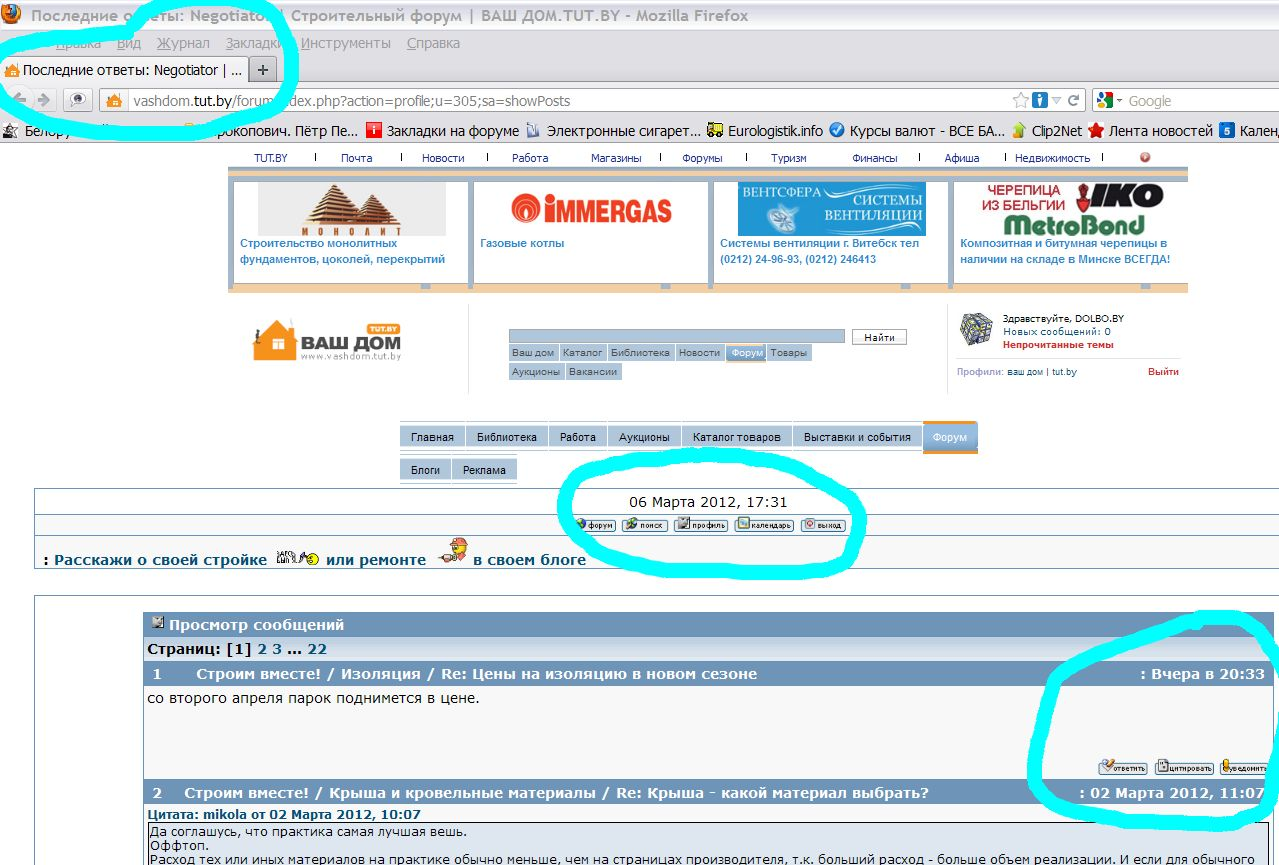 Последние ответы: Negotiator | Строительный форум | ВАШ ДОМ.TUT.BY - Mozilla Firefox
Правка Вид Журнал Закладки Инструменты Справка
Последние ответы: Negotiator | ... +
vashdom.tut.by/forum/index.php?action=profile;u=305;sa=showPosts Google
Прокопович. Пётр Пе... Закладки на форуме Электронные сигарет... Eurologistik.info Курсы валют - ВСЕ БА... Clip2Net Лента новостей 5 Кален
TUT.BY | Почта | Новости | Работа | Магазины | Форумы | Туризм | Финансы | Афиша | Недвижимость |
МОНОЛИТ
Строительство монолитных
фундаментов, цоколей, перекрытий
IMMERGAS
Газовые котлы
ВЕНТСФЕРА
СИСТЕМЫ
ВЕНТИЛЯЦИИ
Системы вентиляции г. Витебск тел
(0212) 24-96-93, (0212) 246413
ЧЕРЕПИЦА
ИЗ БЕЛЬГИИ
IKO
MetroBond
Композитная и битумная черепицы в
наличии на складе в Минске ВСЕГДА!
TUT.BY
ВАШ ДОМ
www.vashdom.tut.by
Найти
Ваш дом Каталог Библиотека Новости Форум Товары
Аукционы Вакансии
Здравствуйте, DOLBO.BY
Новых сообщений: 0
Непрочитанные темы
Профили: ваш дом | tut.by Выйти
Главная Библиотека Работа Аукционы Каталог товаров Выставки и события Форум
Блоги Реклама
06 Марта 2012, 17:31
форум поиск профиль календарь выход
: Расскажи о своей стройке или ремонте в своем блоге
Просмотр сообщений
Страниц: [1] 2 3 ... 22
1 Строим вместе! / Изоляция / Re: Цены на изоляцию в новом сезоне : Вчера в 20:33
со второго апреля парок поднимется в цене.
ответить цитировать уведомить
2 Строим вместе! / Крыша и кровельные материалы / Re: Крыша - какой материал выбрать? : 02 Марта 2012, 11:07
Цитата: mikola от 02 Марта 2012, 10:07
Да соглашусь, что практика самая лучшая вешь.
Оффтоп.
Расход тех или иных материалов на практике обычно меньше, чем на страницах производителя, т.к. больший расход - больше объем реализации. И если для обычного